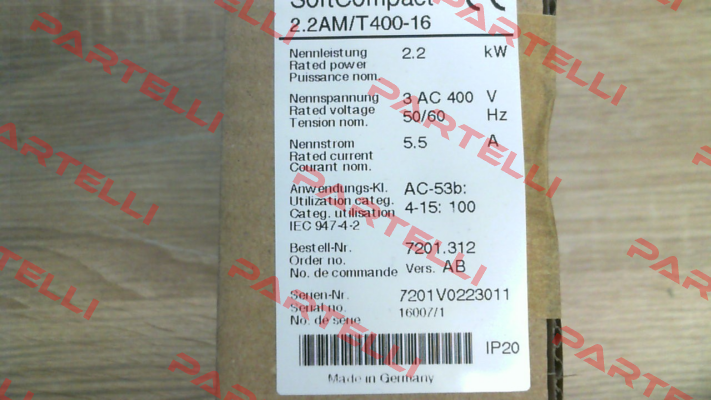 SoftCompact CE
2.2AM/T400-16
Nennleistung 2.2 kW
Rated power
Puissance nom.
Nennspannung 3 AC 400 V
Rated voltage 50/60 Hz
Tension nom.
Nennstrom 5.5 A
Rated current
Courant nom.
Anwendungs-Kl. AC-53b:
Utilization categ. 4-15: 100
Categ. utilisation
IEC 947-4-2
Bestell-Nr. 7201.312
Order no.
No. de commande Vers. AB
Serien-Nr. 7201V0223011
Serial no. 1600771
No. de série
IP20
Made in Germany
PARTELLI
PARTELLI
PARTELLI
PARTELLI
PARTELLI
PARTELLI
PARTELLI